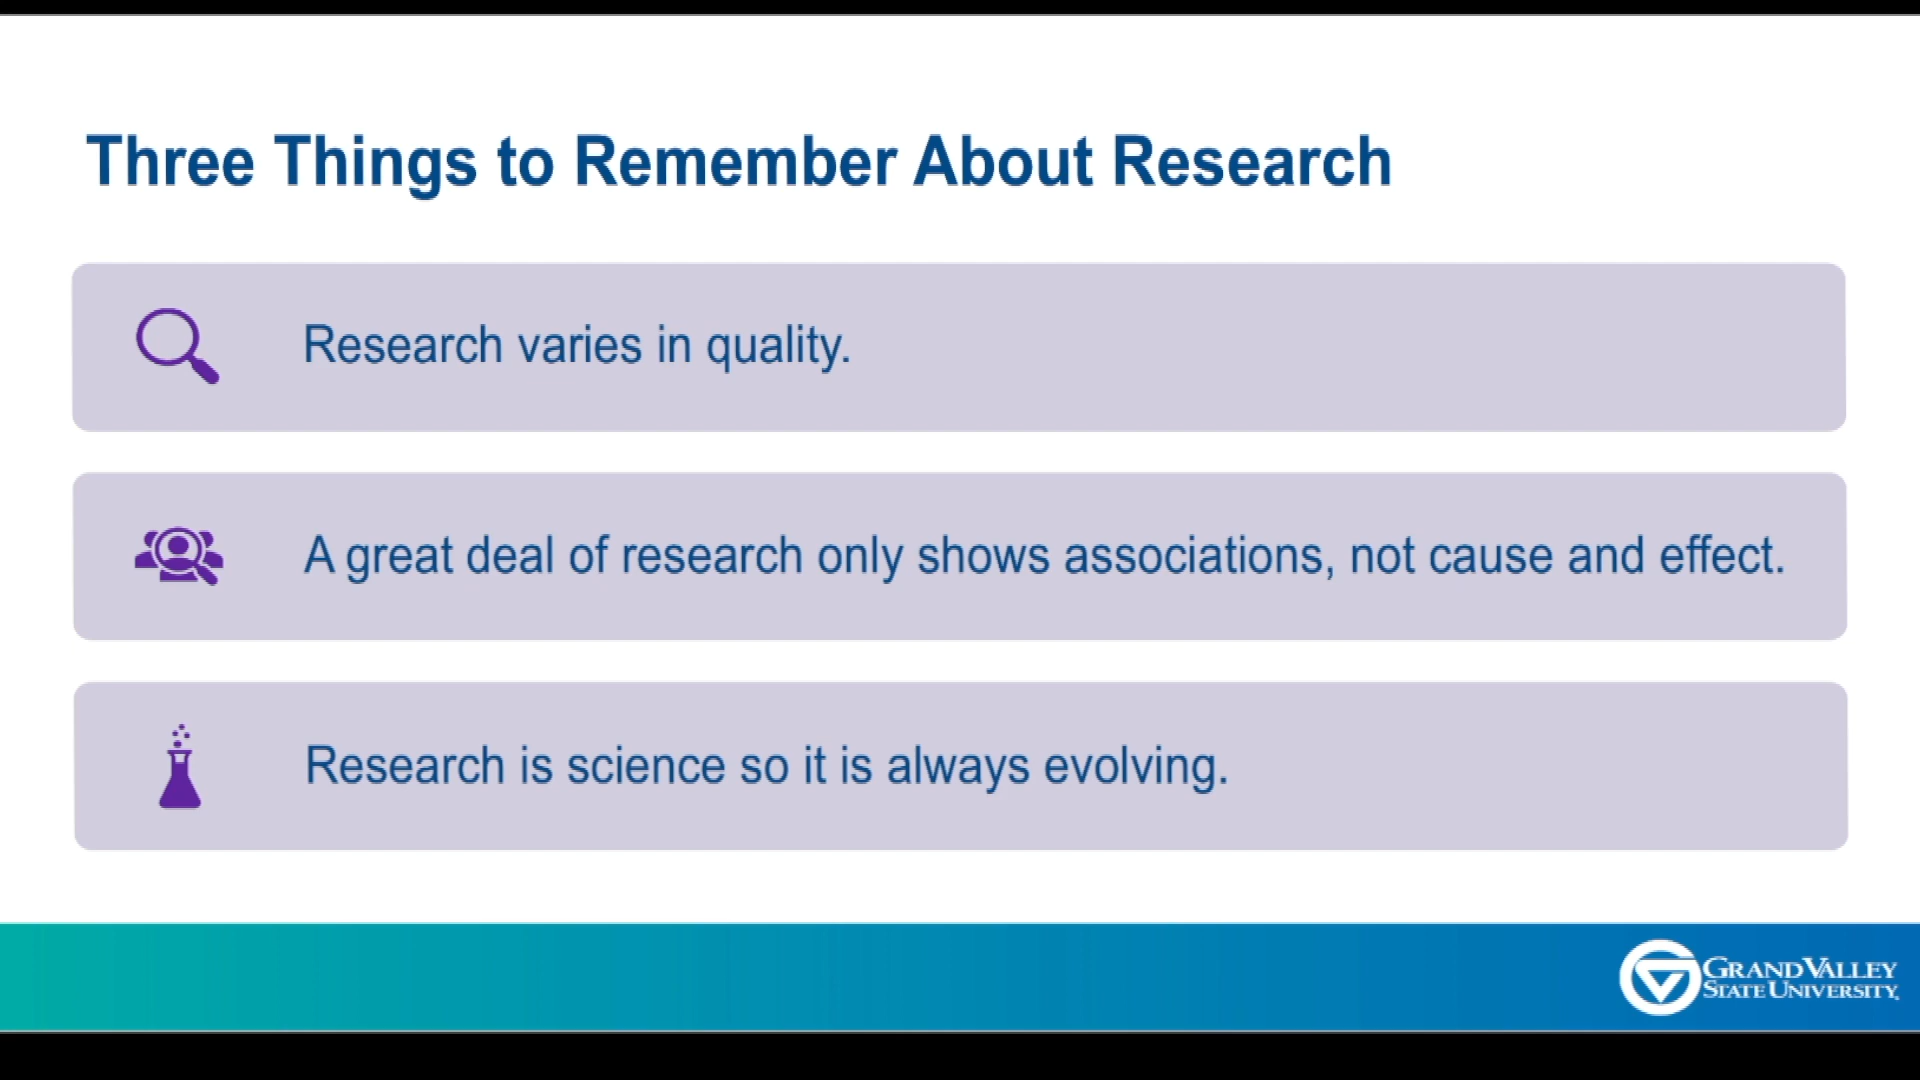 Three Things to Remember About Research
Research varies in quality.
A great deal of research only shows associations, not cause and effect.
Research is science so it is always evolving.
GRAND VALLEY
STATE UNIVERSITY